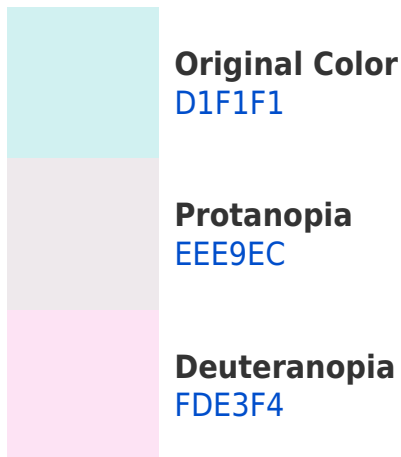 Original Color
D1F1F1
Protanopia
EEE9EC
Deuteranopia
FDE3F4